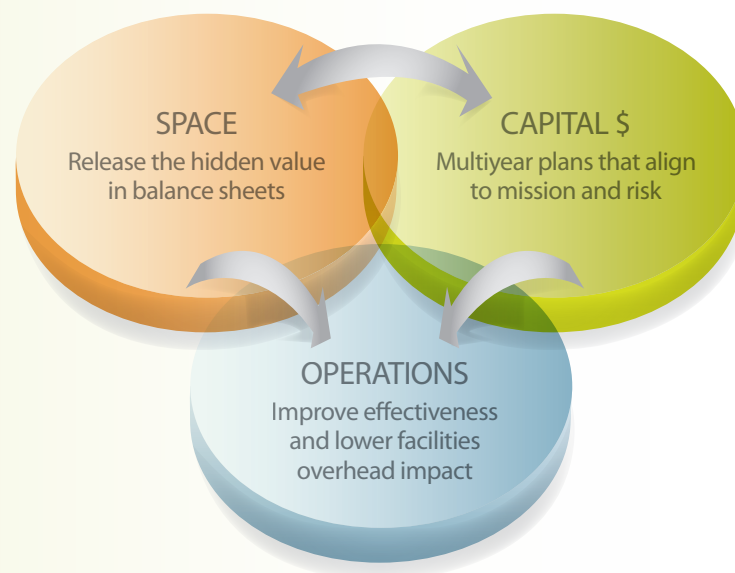 SPACE
Release the hidden value
in balance sheets
CAPITAL $
Multiyear plans that align
to mission and risk
OPERATIONS
Improve effectiveness
and lower facilities
overhead impact